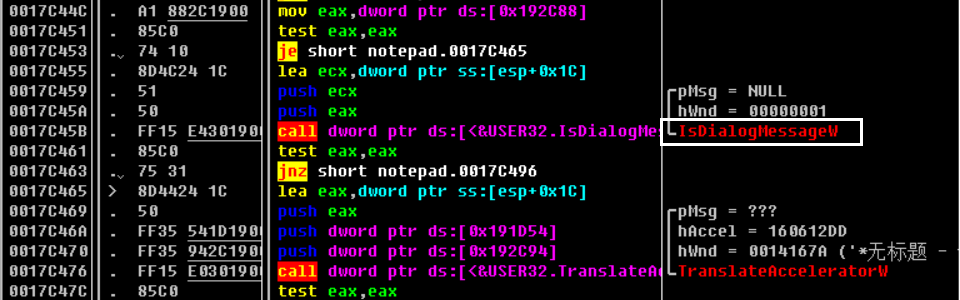 0017C44C . A1 882C1900 mov eax,dword ptr ds:[0x192C88]
0017C451 . 85C0 test eax,eax
0017C453 . 74 10 je short notepad.0017C465
0017C455 . 8D4C24 1C lea ecx,dword ptr ss:[esp+0x1C]
0017C459 . 51 push ecx pMsg = NULL
0017C45A . 50 push eax hWnd = 00000001
0017C45B . FF15 E4301900 call dword ptr ds:[<&USER32.IsDialogMes IsDialogMessageW
0017C461 . 85C0 test eax,eax
0017C463 . 75 31 jnz short notepad.0017C496
0017C465 > 8D4424 1C lea eax,dword ptr ss:[esp+0x1C]
0017C469 . 50 push eax pMsg = ???
0017C46A . FF35 541D1900 push dword ptr ds:[0x191D54] hAccel = 160612DD
0017C470 . FF35 942C1900 push dword ptr ds:[0x192C94] hWnd = 0014167A ('*无标题 -
0017C476 . FF15 E0301900 call dword ptr ds:[<&USER32.TranslateAc TranslateAcceleratorW
0017C47C . 85C0 test eax,eax